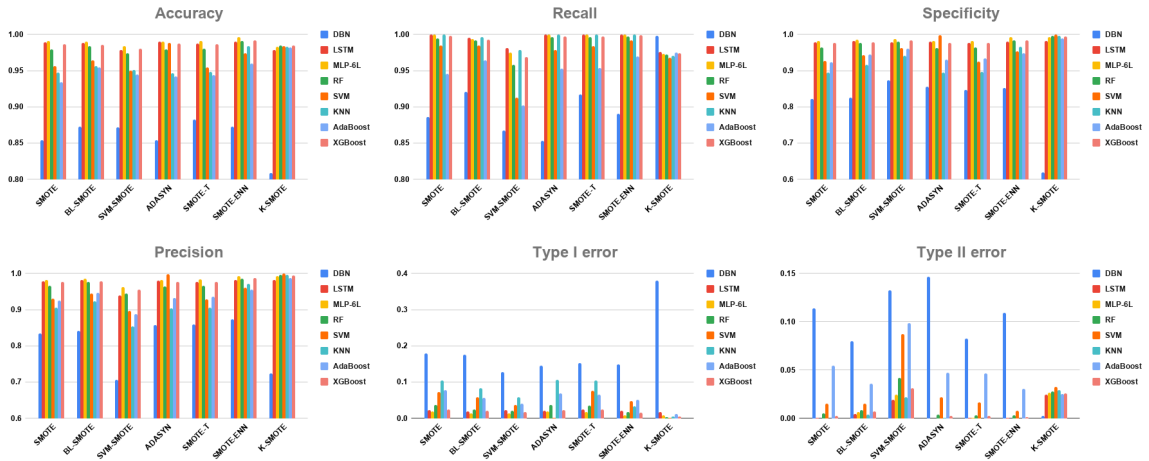 Accuracy
1.00
0.95
0.90
0.85
0.80
SMOTE
BL-SMOTE
SVM-SMOTE
ADASYN
SMOTE-T
SMOTE-ENN
K-SMOTE
DBN
LSTM
MLP-6L
RF
SVM
KNN
AdaBoost
XGBoost
Recall
1.00
0.95
0.90
0.85
0.80
SMOTE
BL-SMOTE
SVM-SMOTE
ADASYN
SMOTE-T
SMOTE-ENN
K-SMOTE
DBN
LSTM
MLP-6L
RF
SVM
KNN
AdaBoost
XGBoost
Specificity
1.0
0.9
0.8
0.7
0.6
SMOTE
BL-SMOTE
SVM-SMOTE
ADASYN
SMOTE-T
SMOTE-ENN
K-SMOTE
DBN
LSTM
MLP-6L
RF
SVM
KNN
AdaBoost
XGBoost
Precision
1.0
0.9
0.8
0.7
0.6
SMOTE
BL-SMOTE
SVM-SMOTE
ADASYN
SMOTE-T
SMOTE-ENN
K-SMOTE
DBN
LSTM
MLP-6L
RF
SVM
KNN
AdaBoost
XGBoost
Type I error
0.4
0.3
0.2
0.1
0.0
SMOTE
BL-SMOTE
SVM-SMOTE
ADASYN
SMOTE-T
SMOTE-ENN
K-SMOTE
DBN
LSTM
MLP-6L
RF
SVM
KNN
AdaBoost
XGBoost
Type II error
0.15
0.10
0.05
0.00
SMOTE
BL-SMOTE
SVM-SMOTE
ADASYN
SMOTE-T
SMOTE-ENN
K-SMOTE
DBN
LSTM
MLP-6L
RF
SVM
KNN
AdaBoost
XGBoost